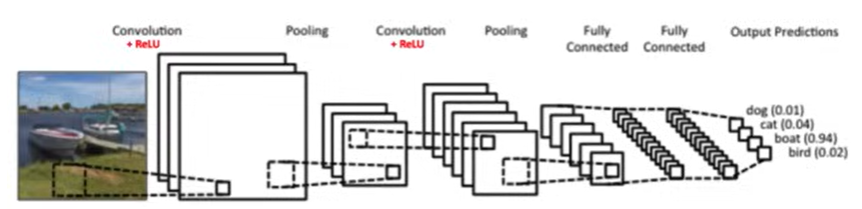 Convolution
+ ReLU
Pooling
Convolution
+ ReLU
Pooling
Fully
Connected
Fully
Connected
Output Predictions
dog (0.01)
cat (0.04)
boat (0.94)
bird (0.02)